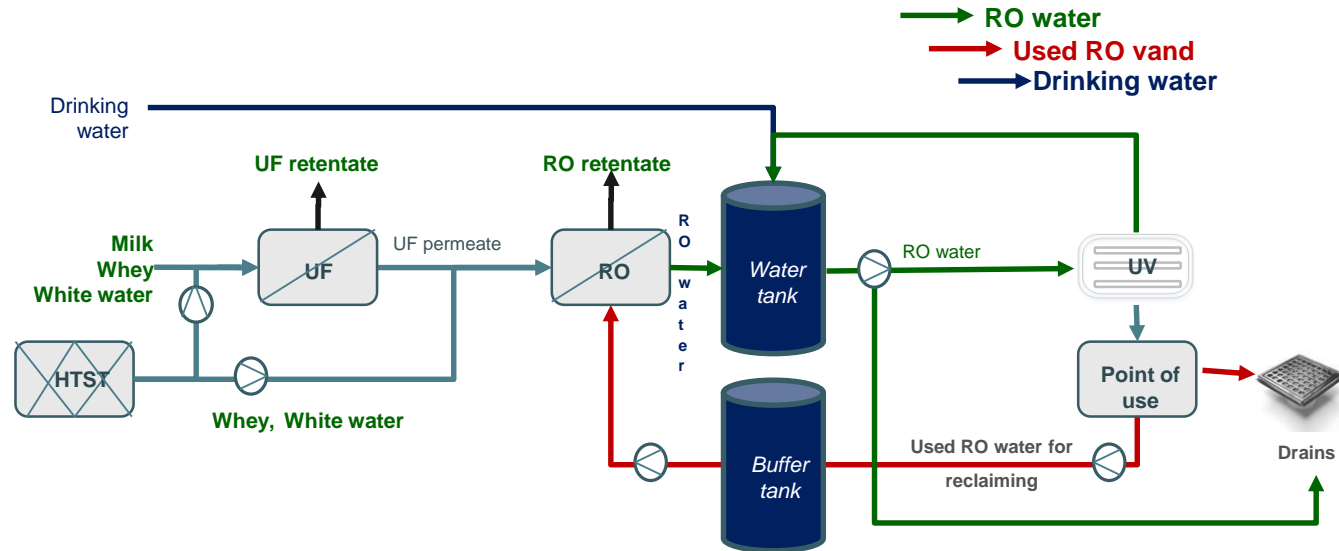 RO water
Used RO vand
Drinking water
Drinking
water
UF retentate
RO retentate
Milk
Whey
White water
UF
UF permeate
RO
RO water
Water
tank
RO water
UV
HTST
Whey, White water
Point of
use
Buffer
tank
Used RO water for
reclaiming
Drains